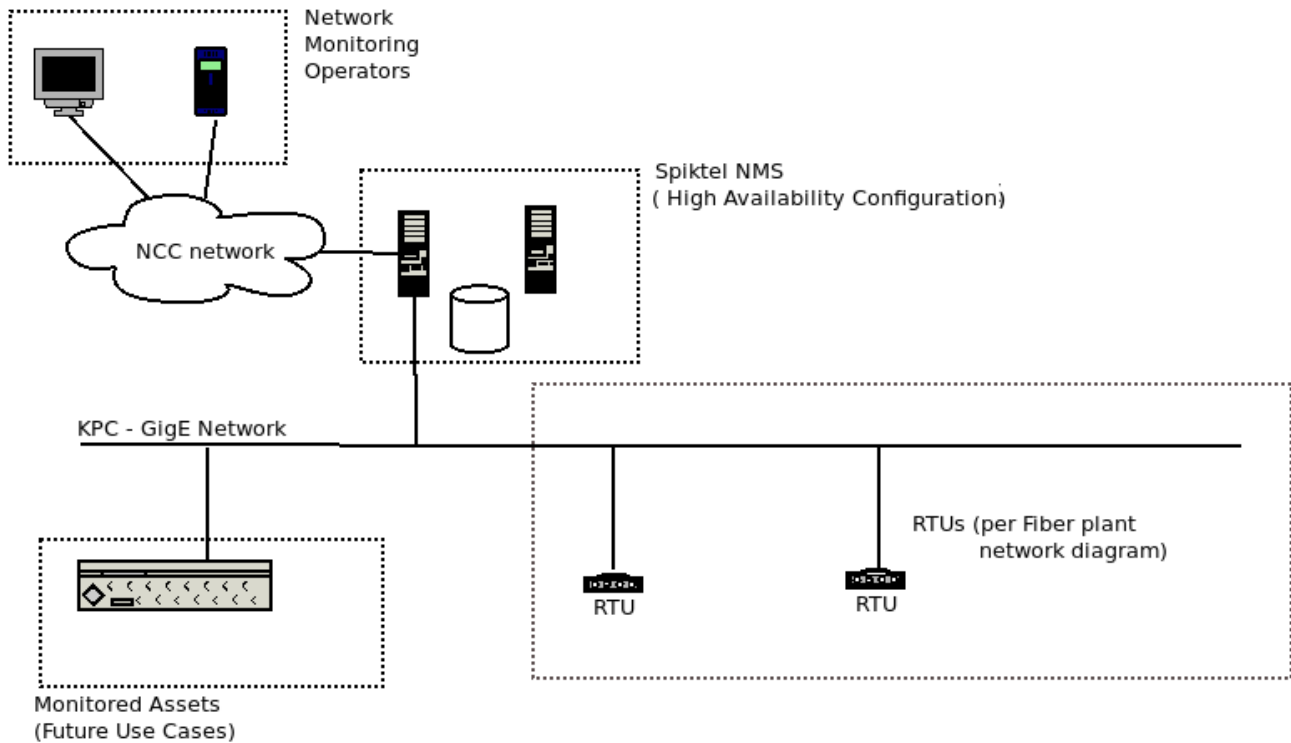 Network
Monitoring
Operators
Spiktel NMS
( High Availability Configuration)
NCC network
KPC - GigE Network
RTUs (per Fiber plant
network diagram)
RTU
RTU
Monitored Assets
(Future Use Cases)